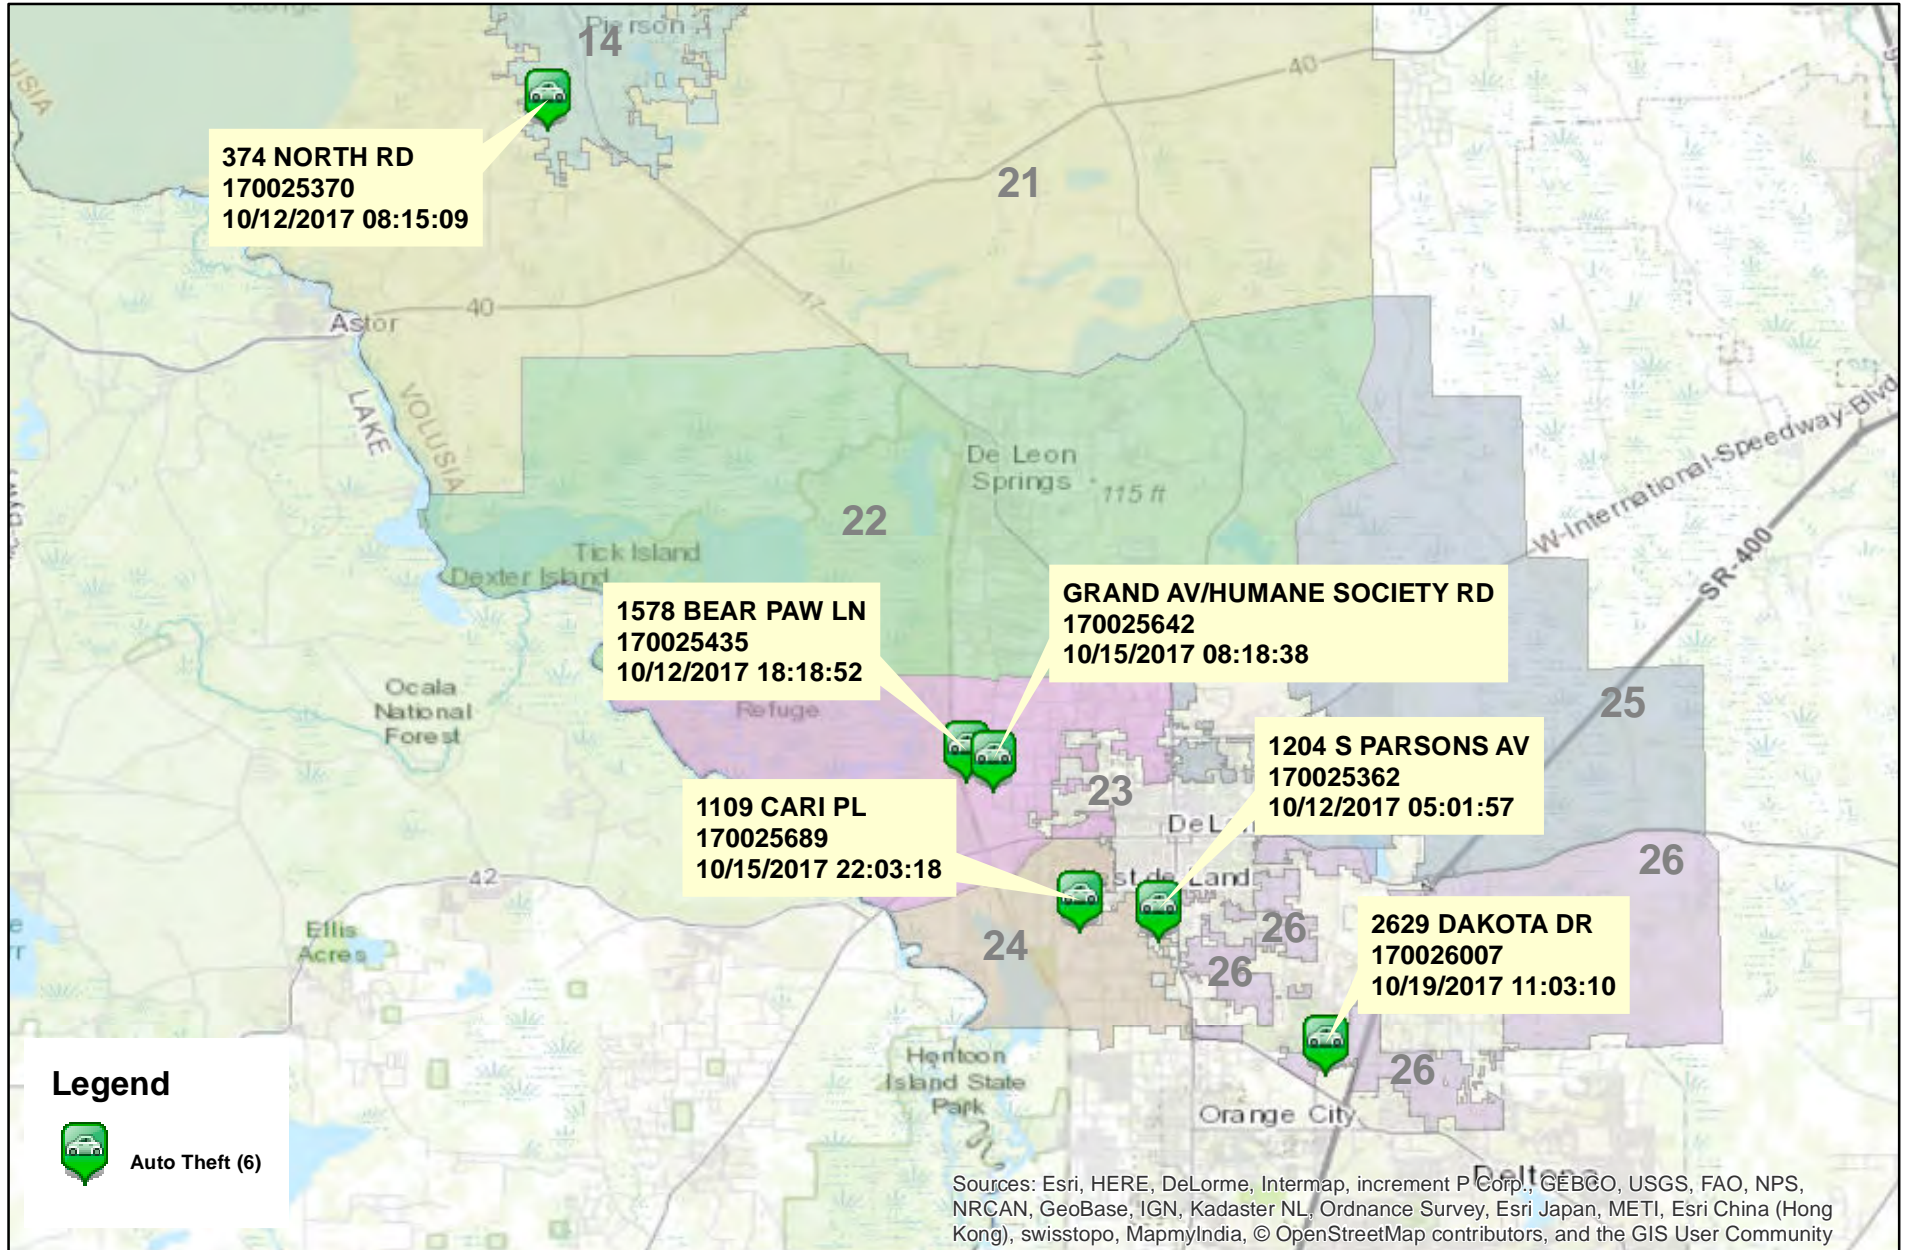 Pierson
14
40
11
USIA
374 NORTH RD
170025370
10/12/2017 08:15:09
21
17
40
Astor
LAKE
VOLUSIA
De Leon
Springs
115 ft
W-International-Speedway-Blvd
SR-400
22
Tick Island
Dexter Island
1578 BEAR PAW LN
170025435
10/12/2017 18:18:52
GRAND AV/HUMANE SOCIETY RD
170025642
10/15/2017 08:18:38
Ocala
National
Forest
Refuge
25
1204 S PARSONS AV
170025362
10/12/2017 05:01:57
23
1109 CARI PL
170025689
10/15/2017 22:03:18
26
42
Land
Ellis
Acres
24
26
26
2629 DAKOTA DR
170026007
10/19/2017 11:03:10
Hontoon
Island State
Park
26
Orange City
Deltona
Legend
Auto Theft (6)
Sources: Esri, HERE, DeLorme, Intermap, increment P Corp., GEBCO, USGS, FAO, NPS,
NRCAN, GeoBase, IGN, Kadaster NL, Ordnance Survey, Esri Japan, METI, Esri China (Hong
Kong), swisstopo, MapmyIndia, © OpenStreetMap contributors, and the GIS User Community